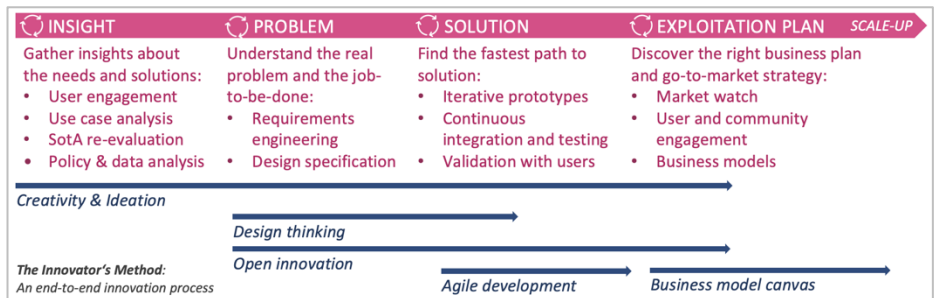 INSIGHT
Gather insights about
the needs and solutions:
• User engagement
• Use case analysis
• SotA re-evaluation
• Policy & data analysis
PROBLEM
Understand the real
problem and the job-
to-be-done:
• Requirements
engineering
• Design specification
SOLUTION
Find the fastest path to
solution:
• Iterative prototypes
• Continuous
integration and testing
• Validation with users
EXPLOITATION PLAN
SCALE-UP
Discover the right business plan
and go-to-market strategy:
• Market watch
• User and community
engagement
• Business models
Creativity & Ideation
Design thinking
Open innovation
Agile development
Business model canvas
The Innovator's Method:
An end-to-end innovation process